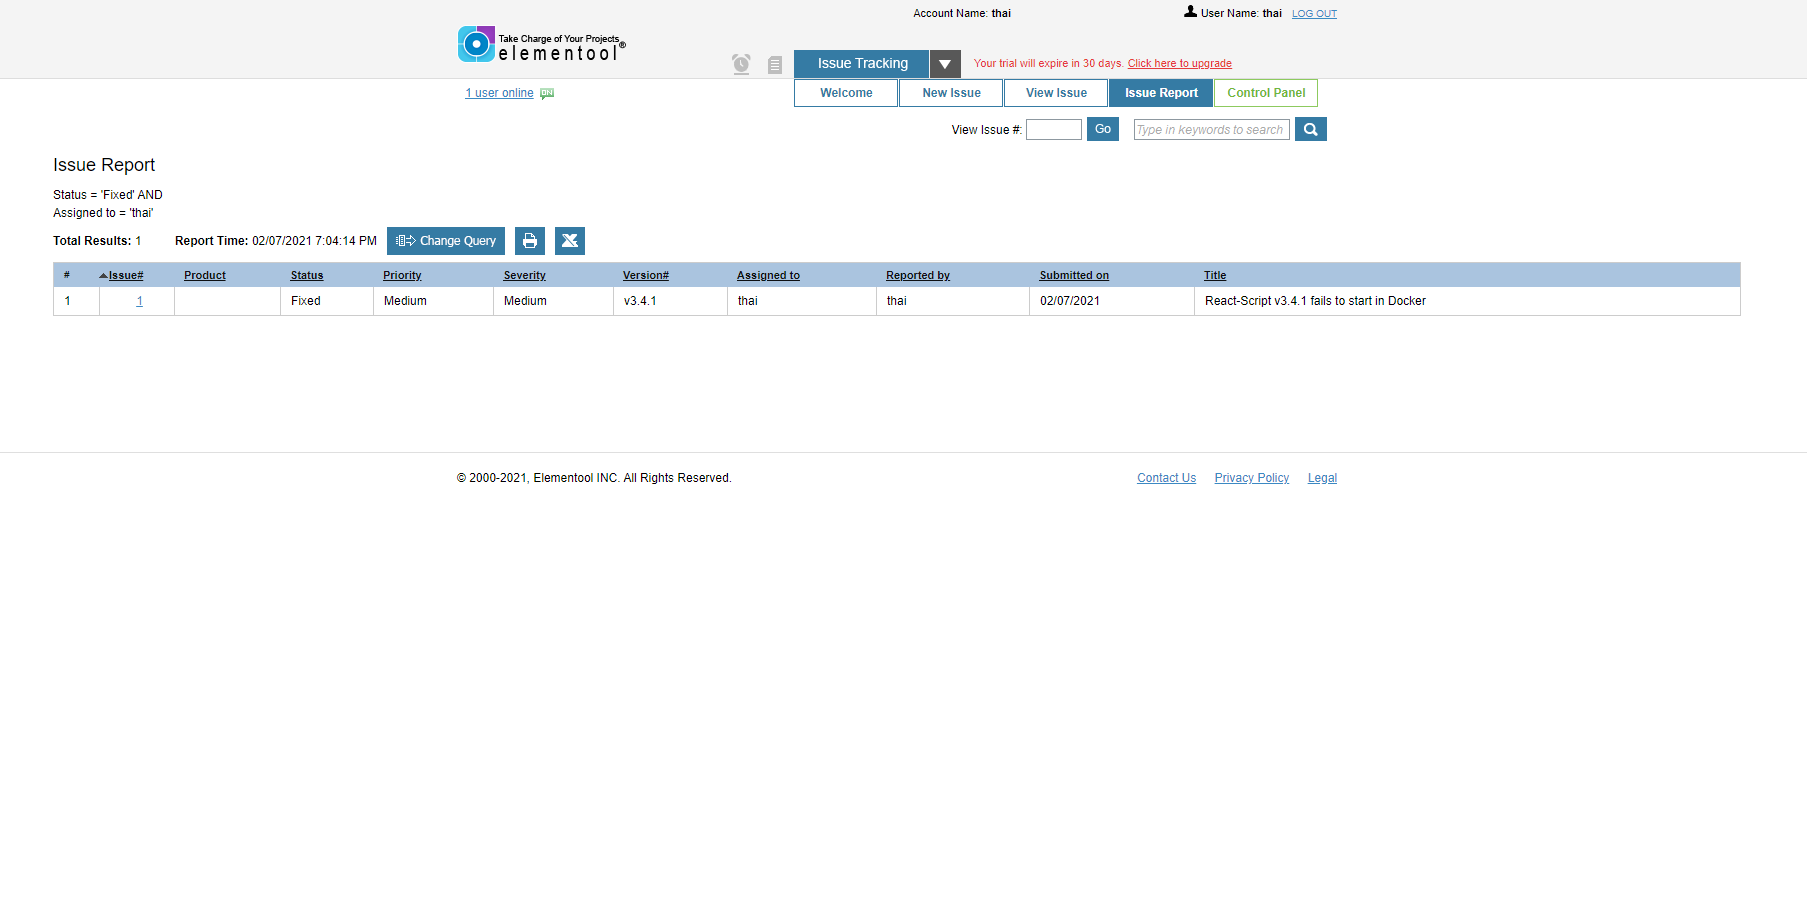 Account Name: thai
User Name: thai LOG OUT
Take Charge of Your Projects
elementool®
Issue Tracking
Your trial will expire in 30 days. Click here to upgrade
1 user online ON
Welcome New Issue View Issue Issue Report Control Panel
View Issue #: Go Type in keywords to search
Issue Report
Status = 'Fixed' AND
Assigned to = 'thai'
Total Results: 1 Report Time: 02/07/2021 7:04:14 PM Change Query
# Issue# Product Status Priority Severity Version# Assigned to Reported by Submitted on Title
1 1 Fixed Medium Medium v3.4.1 thai thai 02/07/2021 React-Script v3.4.1 fails to start in Docker
© 2000-2021, Elementool INC. All Rights Reserved. Contact Us Privacy Policy Legal